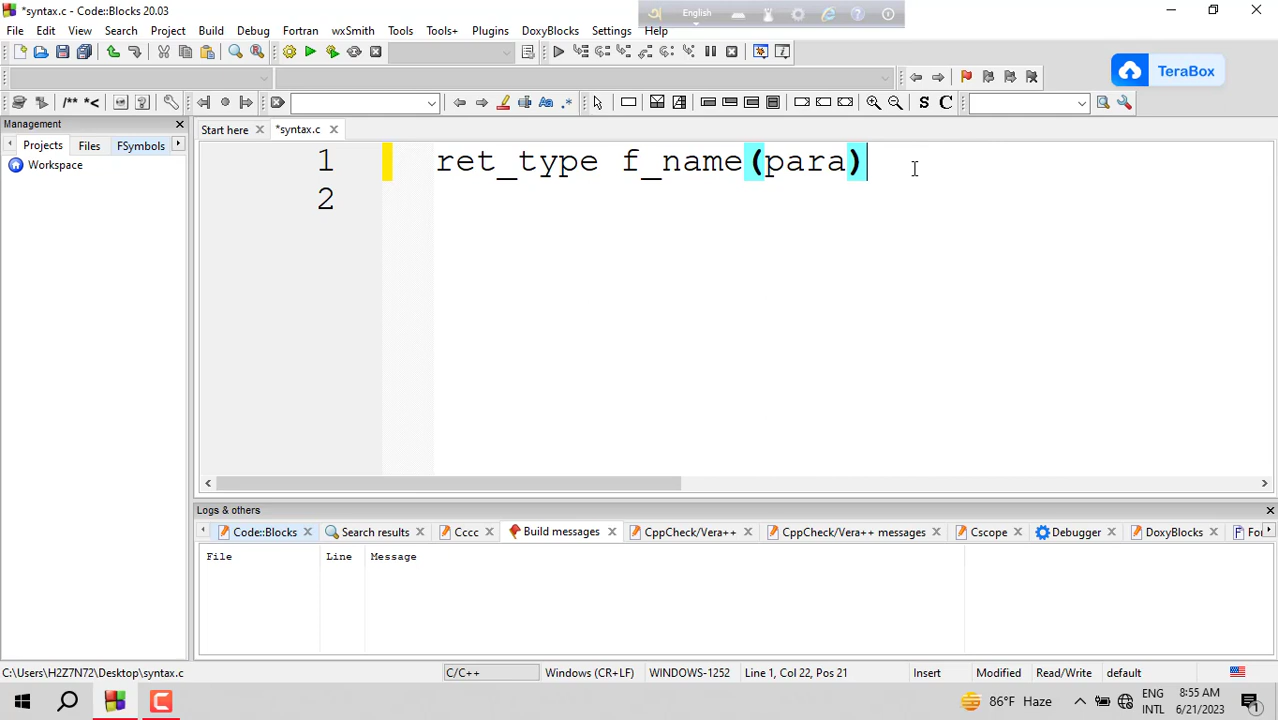 *syntax.c - Code::Blocks 20.03
English
File Edit View Search Project Build Debug Fortran wxSmith Tools Tools+ Plugins DoxyBlocks Settings Help
TeraBox
/** *< .* S C
Management
Start here *syntax.c
Projects Files FSymbols
Workspace
1 ret_type f_name(para)
2
Logs & others
Code::Blocks Search results Cccc Build messages CppCheck/Vera++ CppCheck/Vera++ messages Cscope Debugger DoxyBlocks For
File Line Message
C:\Users\H2Z7N72\Desktop\syntax.c C/C++ Windows (CR+LF) WINDOWS-1252 Line 1, Col 22, Pos 21 Insert Modified Read/Write default
86°F Haze ENG INTL 8:55 AM 6/21/2023 1